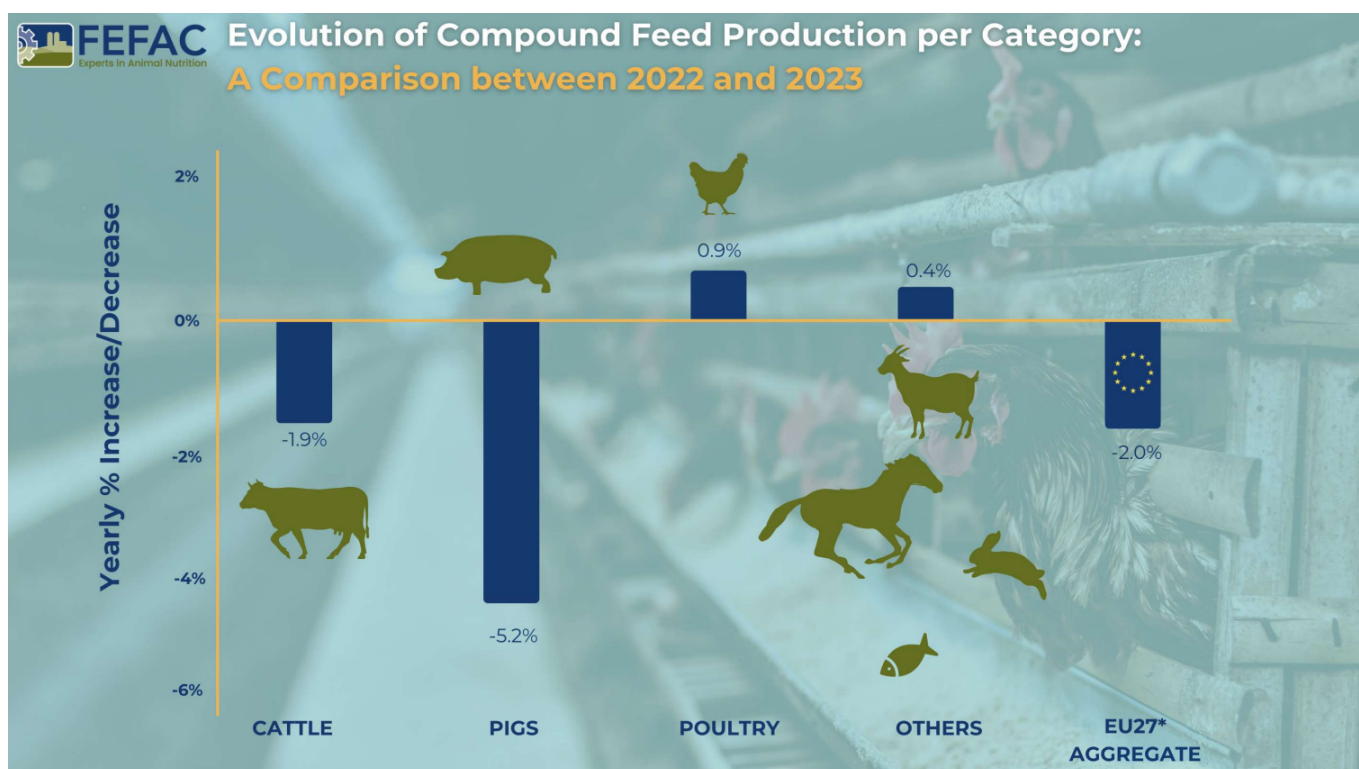 FEFAC
Experts in Animal Nutrition
Evolution of Compound Feed Production per Category:
A Comparison between 2022 and 2023
Yearly % Increase/Decrease
2%
0%
-2%
-4%
-6%
-1.9%
-5.2%
0.9%
0.4%
-2.0%
CATTLE
PIGS
POULTRY
OTHERS
EU27*
AGGREGATE